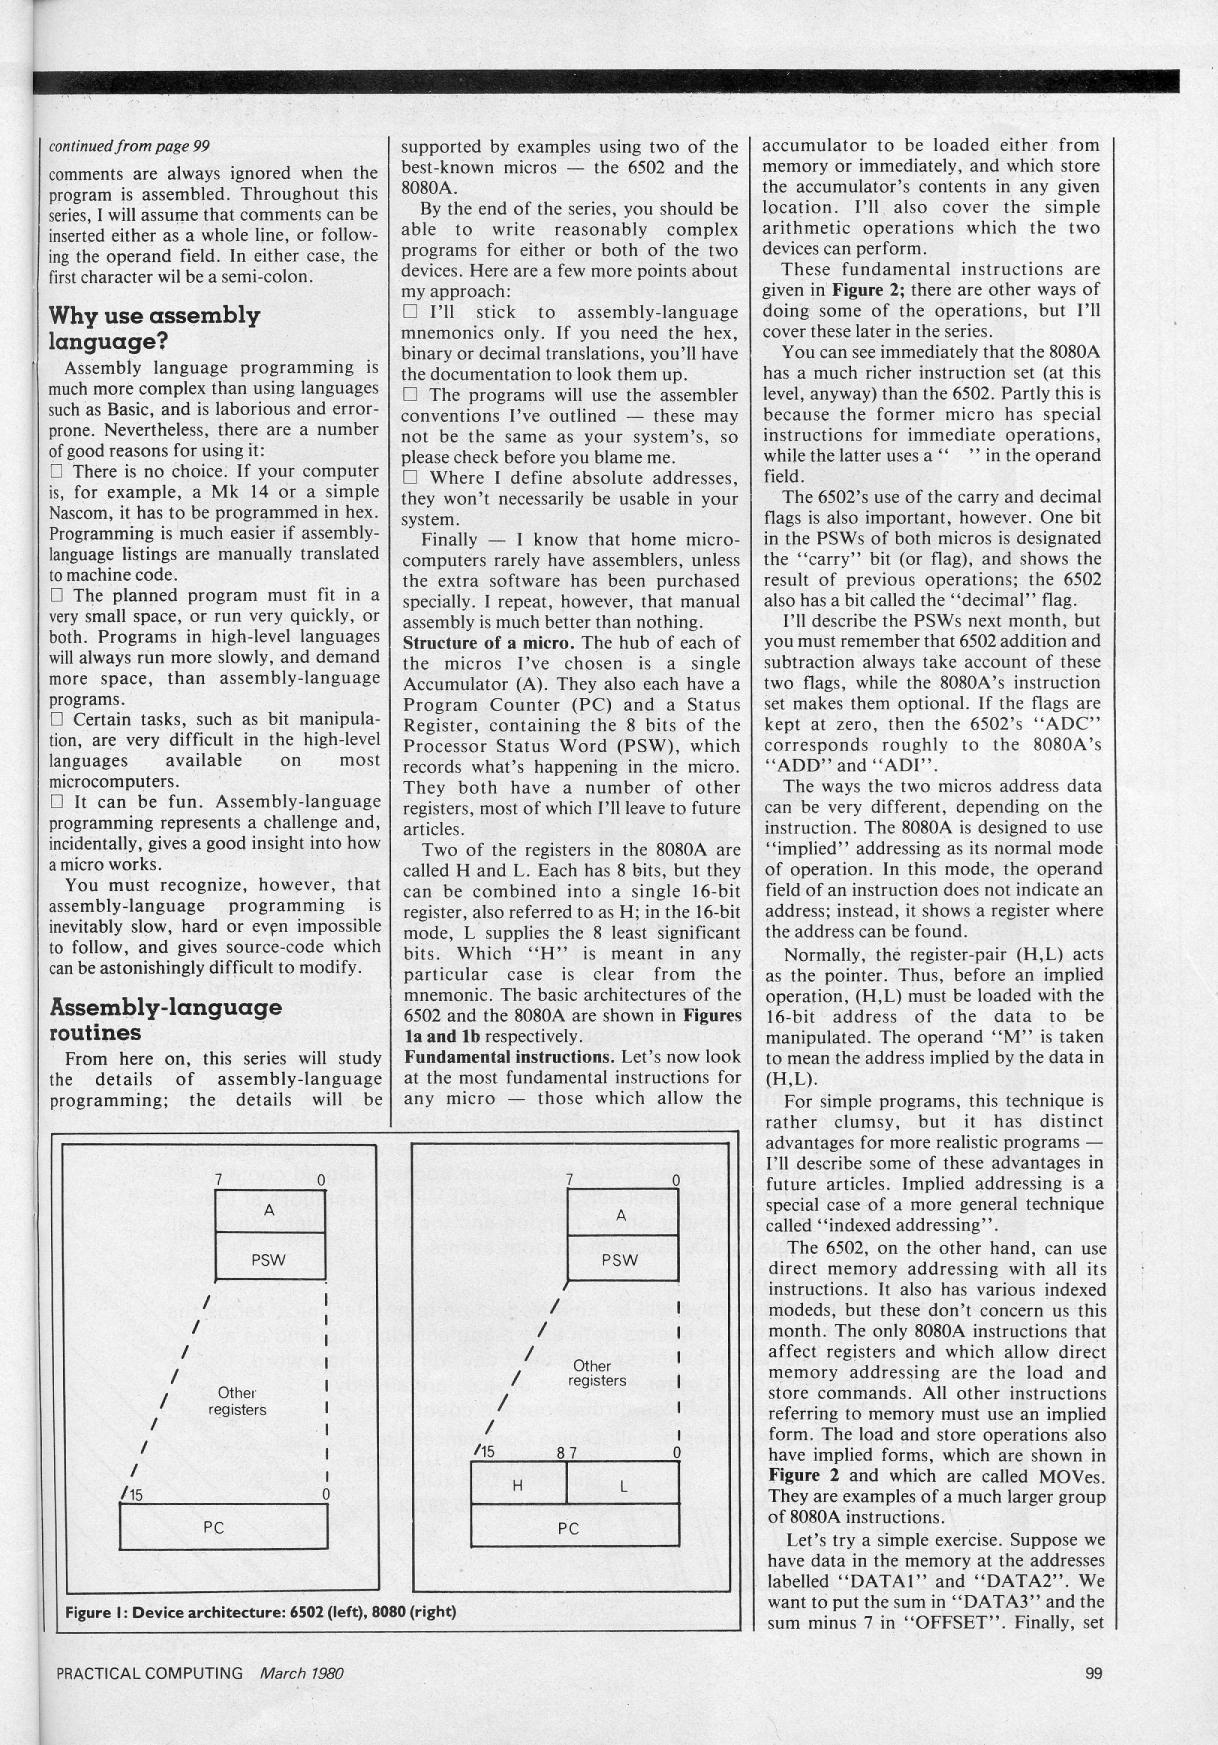 continued from page 99
comments are always ignored when the
program is assembled. Throughout this
series, I will assume that comments can be
inserted either as a whole line, or follow-
ing the operand field. In either case, the
first character wil be a semi-colon.
Why use assembly
language?
Assembly language programming is
much more complex than using languages
such as Basic, and is laborious and error-
prone. Nevertheless, there are a number
of good reasons for using it:
□ There is no choice. If your computer
is, for example, a Mk 14 or a simple
Nascom, it has to be programmed in hex.
Programming is much easier if assembly-
language listings are manually translated
to machine code.
□ The planned program must fit in a
very small space, or run very quickly, or
both. Programs in high-level languages
will always run more slowly, and demand
more space, than assembly-language
programs.
□ Certain tasks, such as bit manipula-
tion, are very difficult in the high-level
languages available on most
microcomputers.
□ It can be fun. Assembly-language
programming represents a challenge and,
incidentally, gives a good insight into how
a micro works.
You must recognize, however, that
assembly-language programming is
inevitably slow, hard or even impossible
to follow, and gives source-code which
can be astonishingly difficult to modify.
Assembly-language
routines
From here on, this series will study
the details of assembly-language
programming; the details will be
supported by examples using two of the
best-known micros — the 6502 and the
8080A.
By the end of the series, you should be
able to write reasonably complex
programs for either or both of the two
devices. Here are a few more points about
my approach:
□ I'll stick to assembly-language
mnemonics only. If you need the hex,
binary or decimal translations, you'll have
the documentation to look them up.
□ The programs will use the assembler
conventions I've outlined — these may
not be the same as your system's, so
please check before you blame me.
□ Where I define absolute addresses,
they won't necessarily be usable in your
system.
Finally — I know that home micro-
computers rarely have assemblers, unless
the extra software has been purchased
specially. I repeat, however, that manual
assembly is much better than nothing.
Structure of a micro. The hub of each of
the micros I've chosen is a single
Accumulator (A). They also each have a
Program Counter (PC) and a Status
Register, containing the 8 bits of the
Processor Status Word (PSW), which
records what's happening in the micro.
They both have a number of other
registers, most of which I'll leave to future
articles.
Two of the registers in the 8080A are
called H and L. Each has 8 bits, but they
can be combined into a single 16-bit
register, also referred to as H; in the 16-bit
mode, L supplies the 8 least significant
bits. Which "H" is meant in any
particular case is clear from the
mnemonic. The basic architectures of the
6502 and the 8080A are shown in Figures
1a and 1b respectively.
Fundamental instructions. Let's now look
at the most fundamental instructions for
any micro — those which allow the
accumulator to be loaded either from
memory or immediately, and which store
the accumulator's contents in any given
location. I'll also cover the simple
arithmetic operations which the two
devices can perform.
These fundamental instructions are
given in Figure 2; there are other ways of
doing some of the operations, but I'll
cover these later in the series.
You can see immediately that the 8080A
has a much richer instruction set (at this
level, anyway) than the 6502. Partly this is
because the former micro has special
instructions for immediate operations,
while the latter uses a "   " in the operand
field.
The 6502's use of the carry and decimal
flags is also important, however. One bit
in the PSWs of both micros is designated
the "carry" bit (or flag), and shows the
result of previous operations; the 6502
also has a bit called the "decimal" flag.
I'll describe the PSWs next month, but
you must remember that 6502 addition and
subtraction always take account of these
two flags, while the 8080A's instruction
set makes them optional. If the flags are
kept at zero, then the 6502's "ADC"
corresponds roughly to the 8080A's
"ADD" and "ADI".
The ways the two micros address data
can be very different, depending on the
instruction. The 8080A is designed to use
"implied" addressing as its normal mode
of operation. In this mode, the operand
field of an instruction does not indicate an
address; instead, it shows a register where
the address can be found.
Normally, the register-pair (H,L) acts
as the pointer. Thus, before an implied
operation, (H,L) must be loaded with the
16-bit address of the data to be
manipulated. The operand "M" is taken
to mean the address implied by the data in
(H,L).
For simple programs, this technique is
rather clumsy, but it has distinct
advantages for more realistic programs —
I'll describe some of these advantages in
future articles. Implied addressing is a
special case of a more general technique
called "indexed addressing".
The 6502, on the other hand, can use
direct memory addressing with all its
instructions. It also has various indexed
modeds, but these don't concern us this
month. The only 8080A instructions that
affect registers and which allow direct
memory addressing are the load and
store commands. All other instructions
referring to memory must use an implied
form. The load and store operations also
have implied forms, which are shown in
Figure 2 and which are called MOVes.
They are examples of a much larger group
of 8080A instructions.
Let's try a simple exercise. Suppose we
have data in the memory at the addresses
labelled "DATA1" and "DATA2". We
want to put the sum in "DATA3" and the
sum minus 7 in "OFFSET". Finally, set
7 0
A
PSW
Other
registers
15 0
PC
7 0
A
PSW
Other
registers
15 8 7 0
H L
PC
Figure 1: Device architecture: 6502 (left), 8080 (right)
PRACTICAL COMPUTING March 1980
99